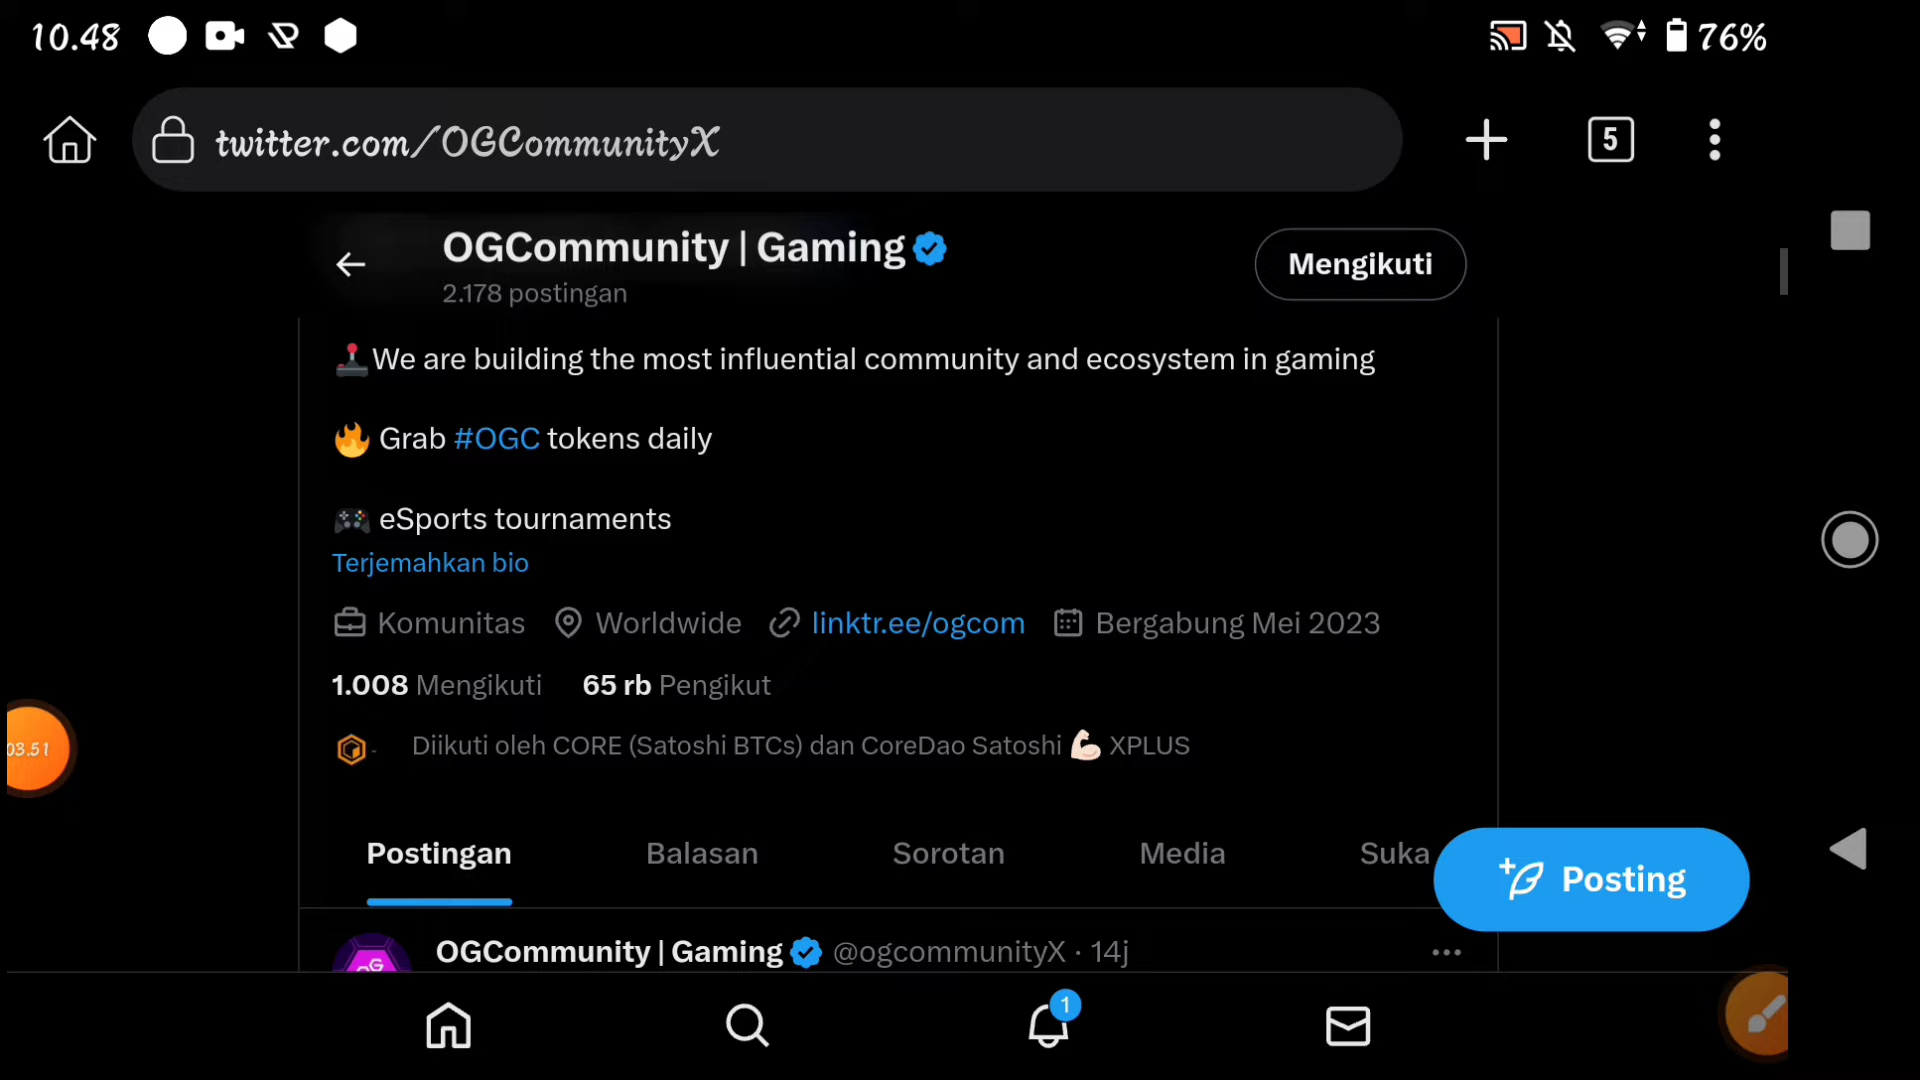 10.48
76%
twitter.com/OGCommunityX
5
OGCommunity | Gaming
2.178 postingan
Mengikuti
We are building the most influential community and ecosystem in gaming
Grab #OGC tokens daily
eSports tournaments
Terjemahkan bio
Komunitas Worldwide linktr.ee/ogcom Bergabung Mei 2023
1.008 Mengikuti 65 rb Pengikut
03.51
Diikuti oleh CORE (Satoshi BTCs) dan CoreDao Satoshi 💪🏻 XPLUS
Postingan Balasan Sorotan Media Suka
Posting
OGCommunity | Gaming @ogcommunityX · 14j
1